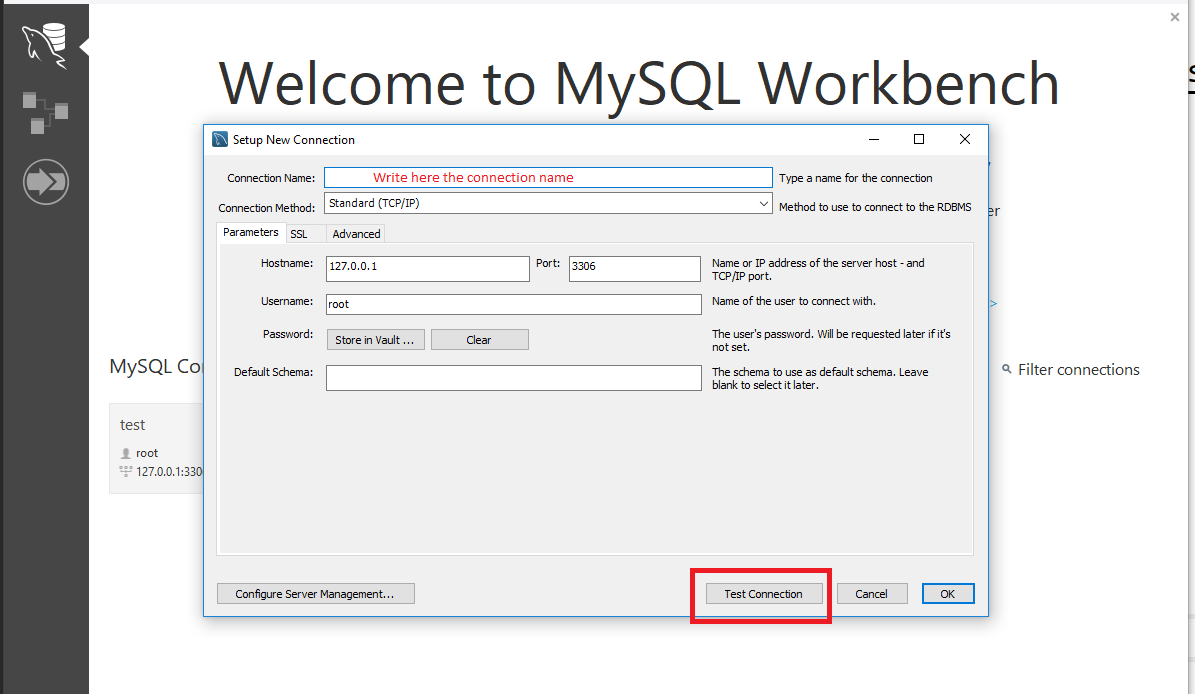 Welcome to MySQL Workbench
Setup New Connection
Connection Name: Write here the connection name Type a name for the connection
Connection Method: Standard (TCP/IP) Method to use to connect to the RDBMS
Parameters SSL Advanced
Hostname: 127.0.0.1 Port: 3306 Name or IP address of the server host - and
TCP/IP port.
Username: root Name of the user to connect with.
Password: Store in Vault ... Clear The user's password. Will be requested later if it's
not set.
Default Schema: The schema to use as default schema. Leave
blank to select it later.
Configure Server Management... Test Connection Cancel OK
MySQL Co
Filter connections
test
root
127.0.0.1:330
er
>